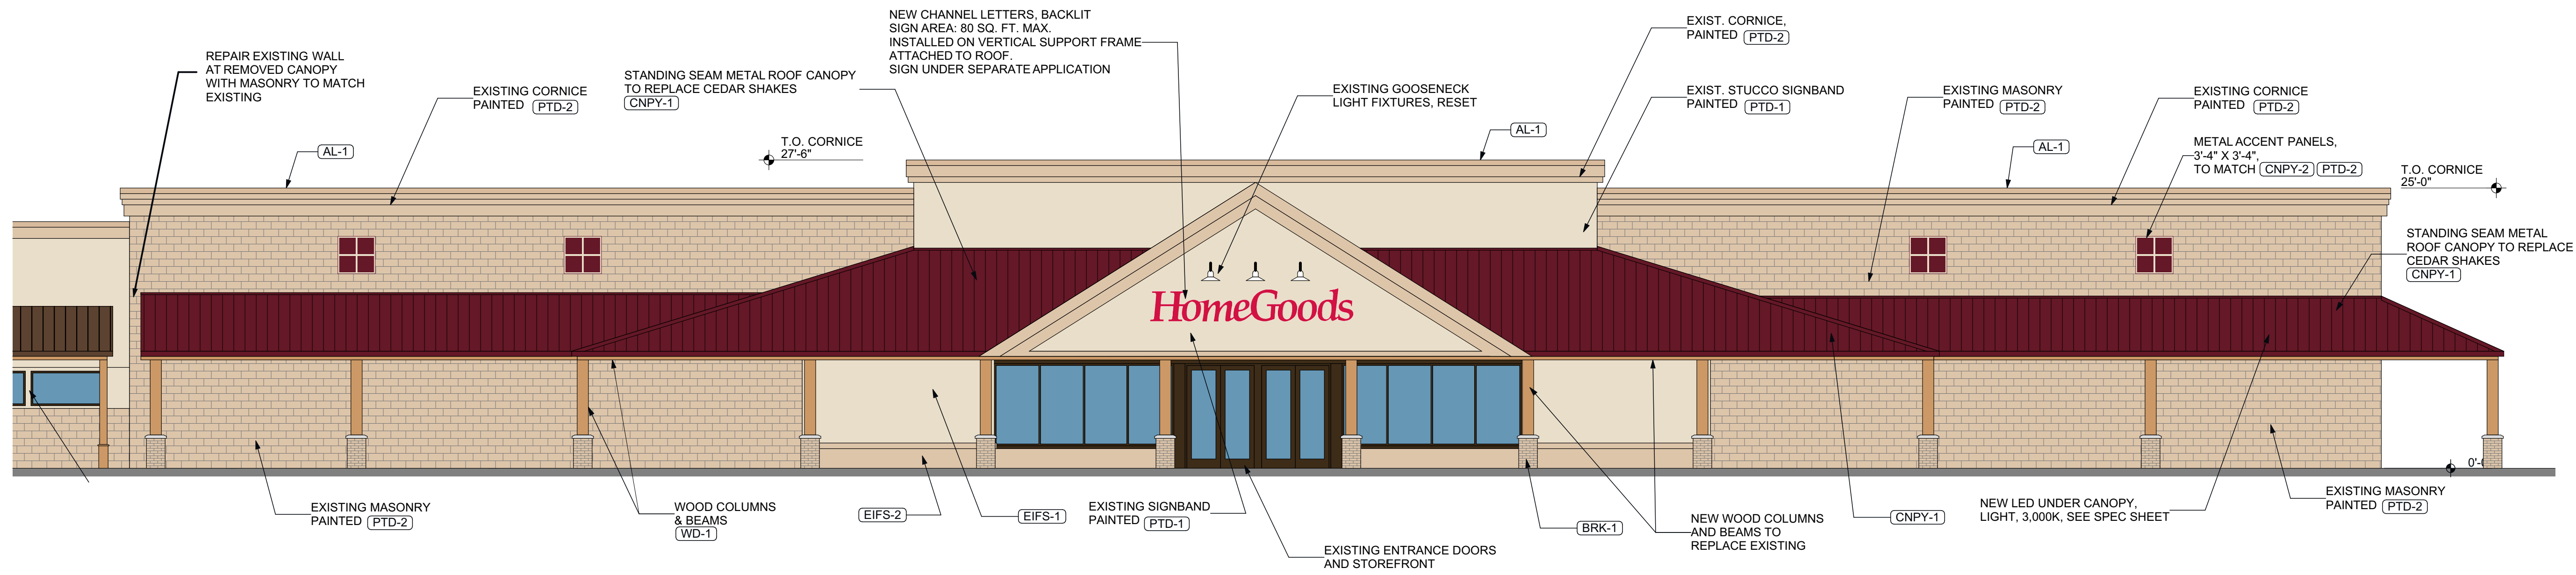 NEW CHANNEL LETTERS, BACKLIT
SIGN AREA: 80 SQ. FT. MAX.
INSTALLED ON VERTICAL SUPPORT FRAME
ATTACHED TO ROOF.
SIGN UNDER SEPARATE APPLICATION
EXIST. CORNICE,
PAINTED PTD-2
REPAIR EXISTING WALL
AT REMOVED CANOPY
WITH MASONRY TO MATCH
EXISTING
STANDING SEAM METAL ROOF CANOPY
TO REPLACE CEDAR SHAKES
CNPY-1
EXISTING CORNICE
PAINTED PTD-2
EXISTING GOOSENECK
LIGHT FIXTURES, RESET
EXIST. STUCCO SIGNBAND
PAINTED PTD-1
EXISTING MASONRY
PAINTED PTD-2
EXISTING CORNICE
PAINTED PTD-2
AL-1
T.O. CORNICE
27'-6"
AL-1
AL-1
METAL ACCENT PANELS,
3'-4" X 3'-4",
TO MATCH CNPY-2 PTD-2
T.O. CORNICE
25'-0"
STANDING SEAM METAL
ROOF CANOPY TO REPLACE
CEDAR SHAKES
CNPY-1
HomeGoods
EXISTING MASONRY
PAINTED PTD-2
WOOD COLUMNS
& BEAMS
WD-1
EIFS-2
EIFS-1
EXISTING SIGNBAND
PAINTED PTD-1
EXISTING ENTRANCE DOORS
AND STOREFRONT
BRK-1
NEW WOOD COLUMNS
AND BEAMS TO
REPLACE EXISTING
CNPY-1
NEW LED UNDER CANOPY,
LIGHT, 3,000K, SEE SPEC SHEET
EXISTING MASONRY
PAINTED PTD-2